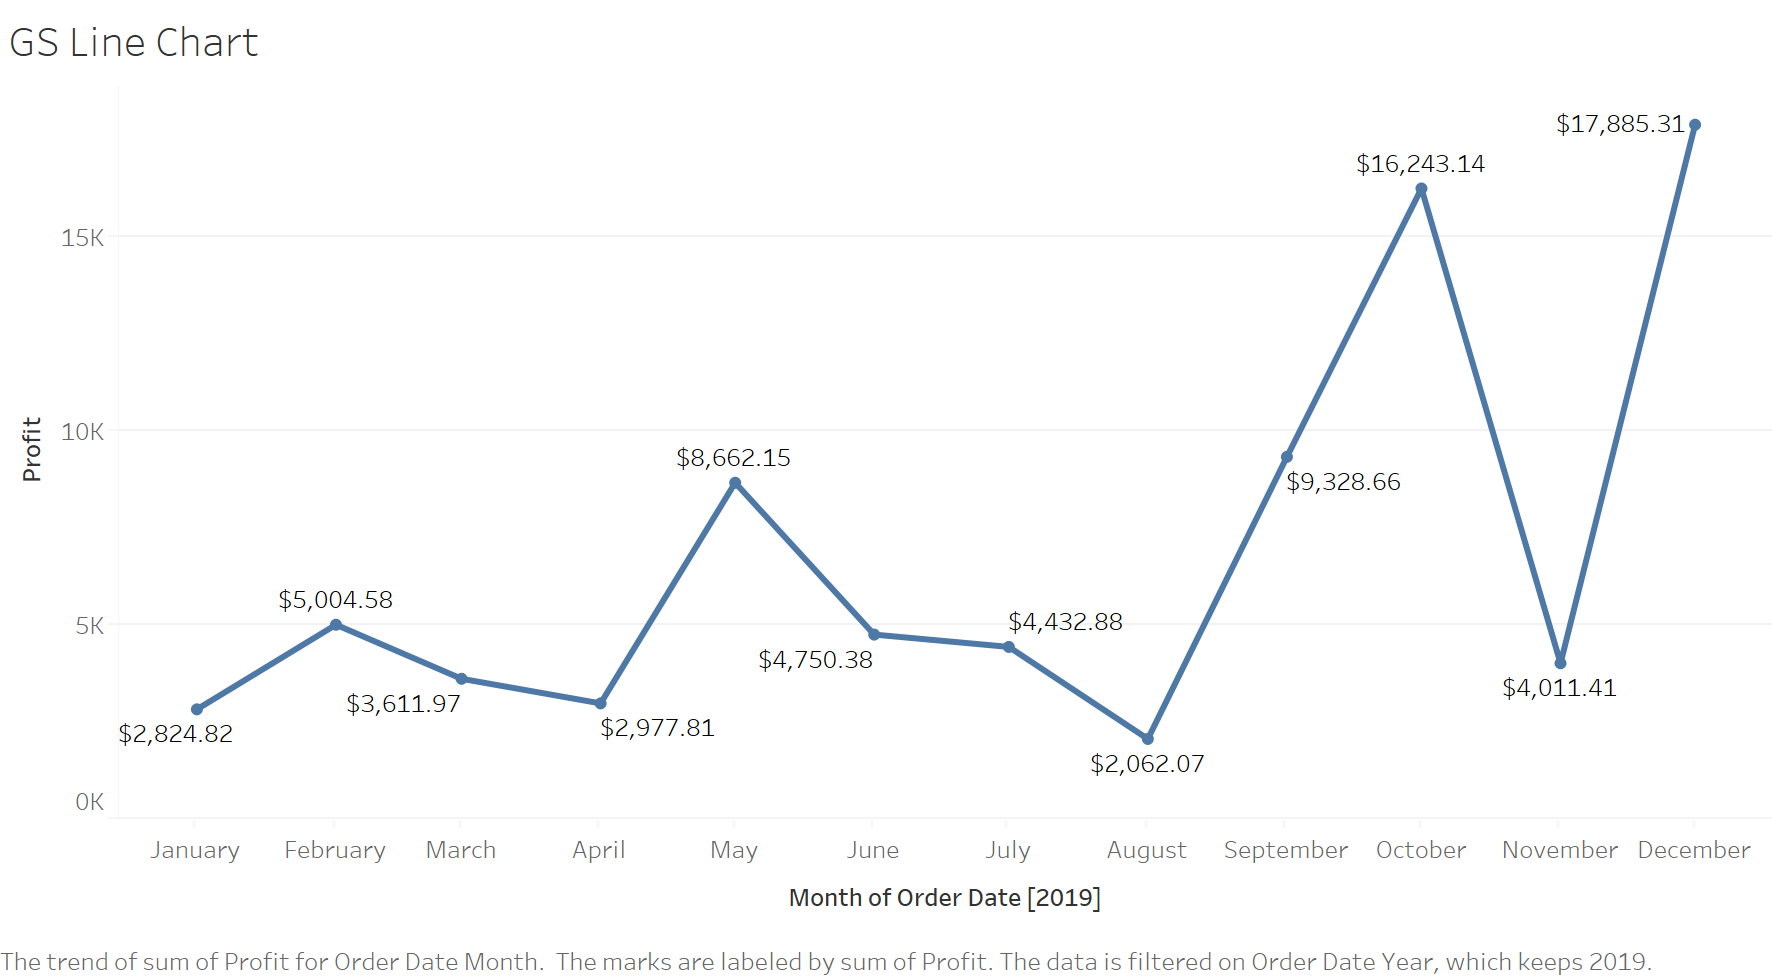 GS Line Chart
$17,885.31
$16,243.14
15K
10K
$8,662.15
$9,328.66
Profit
$5,004.58
5K
$4,432.88
$4,750.38
$4,011.41
$3,611.97
$2,977.81
$2,824.82
$2,062.07
0K
January February March April May June July August September October November December
Month of Order Date [2019]
The trend of sum of Profit for Order Date Month.  The marks are labeled by sum of Profit. The data is filtered on Order Date Year, which keeps 2019.